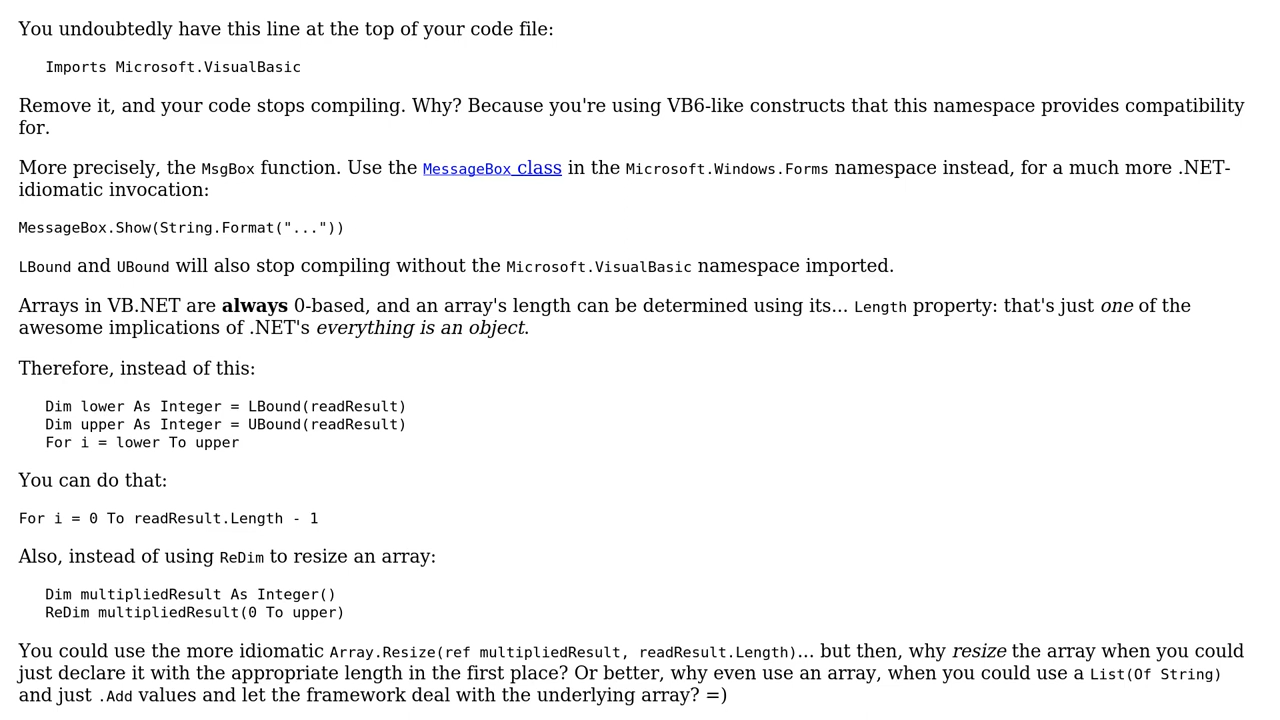 You undoubtedly have this line at the top of your code file:
Imports Microsoft.VisualBasic
Remove it, and your code stops compiling. Why? Because you're using VB6-like constructs that this namespace provides compatibility
for.
More precisely, the MsgBox function. Use the MessageBox class in the Microsoft.Windows.Forms namespace instead, for a much more .NET-
idiomatic invocation:
MessageBox.Show(String.Format("..."))
LBound and UBound will also stop compiling without the Microsoft.VisualBasic namespace imported.
Arrays in VB.NET are always 0-based, and an array's length can be determined using its... Length property: that's just one of the
awesome implications of .NET's everything is an object.
Therefore, instead of this:
Dim lower As Integer = LBound(readResult)
Dim upper As Integer = UBound(readResult)
For i = lower To upper
You can do that:
For i = 0 To readResult.Length - 1
Also, instead of using ReDim to resize an array:
Dim multipliedResult As Integer()
ReDim multipliedResult(0 To upper)
You could use the more idiomatic Array.Resize(ref multipliedResult, readResult.Length)... but then, why resize the array when you could
just declare it with the appropriate length in the first place? Or better, why even use an array, when you could use a List(Of String)
and just .Add values and let the framework deal with the underlying array? =)